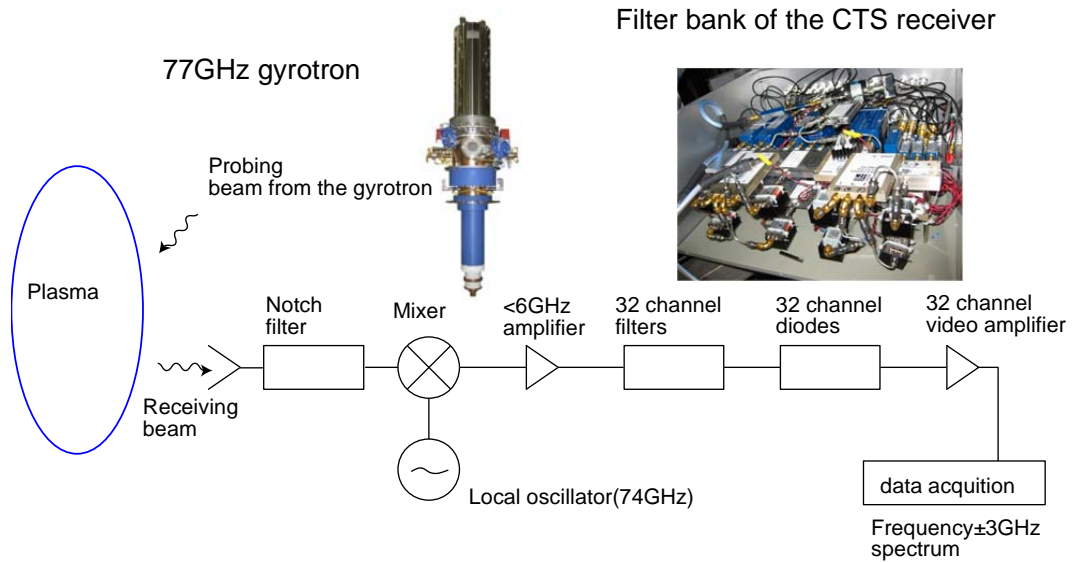 Filter bank of the CTS receiver
77GHz gyrotron
Probing
beam from the gyrotron
Plasma
Notch
filter
Mixer
<6GHz
amplifier
32 channel
filters
32 channel
diodes
32 channel
video amplifier
Receiving
beam
Local oscillator(74GHz)
data acquition
Frequency±3GHz
spectrum